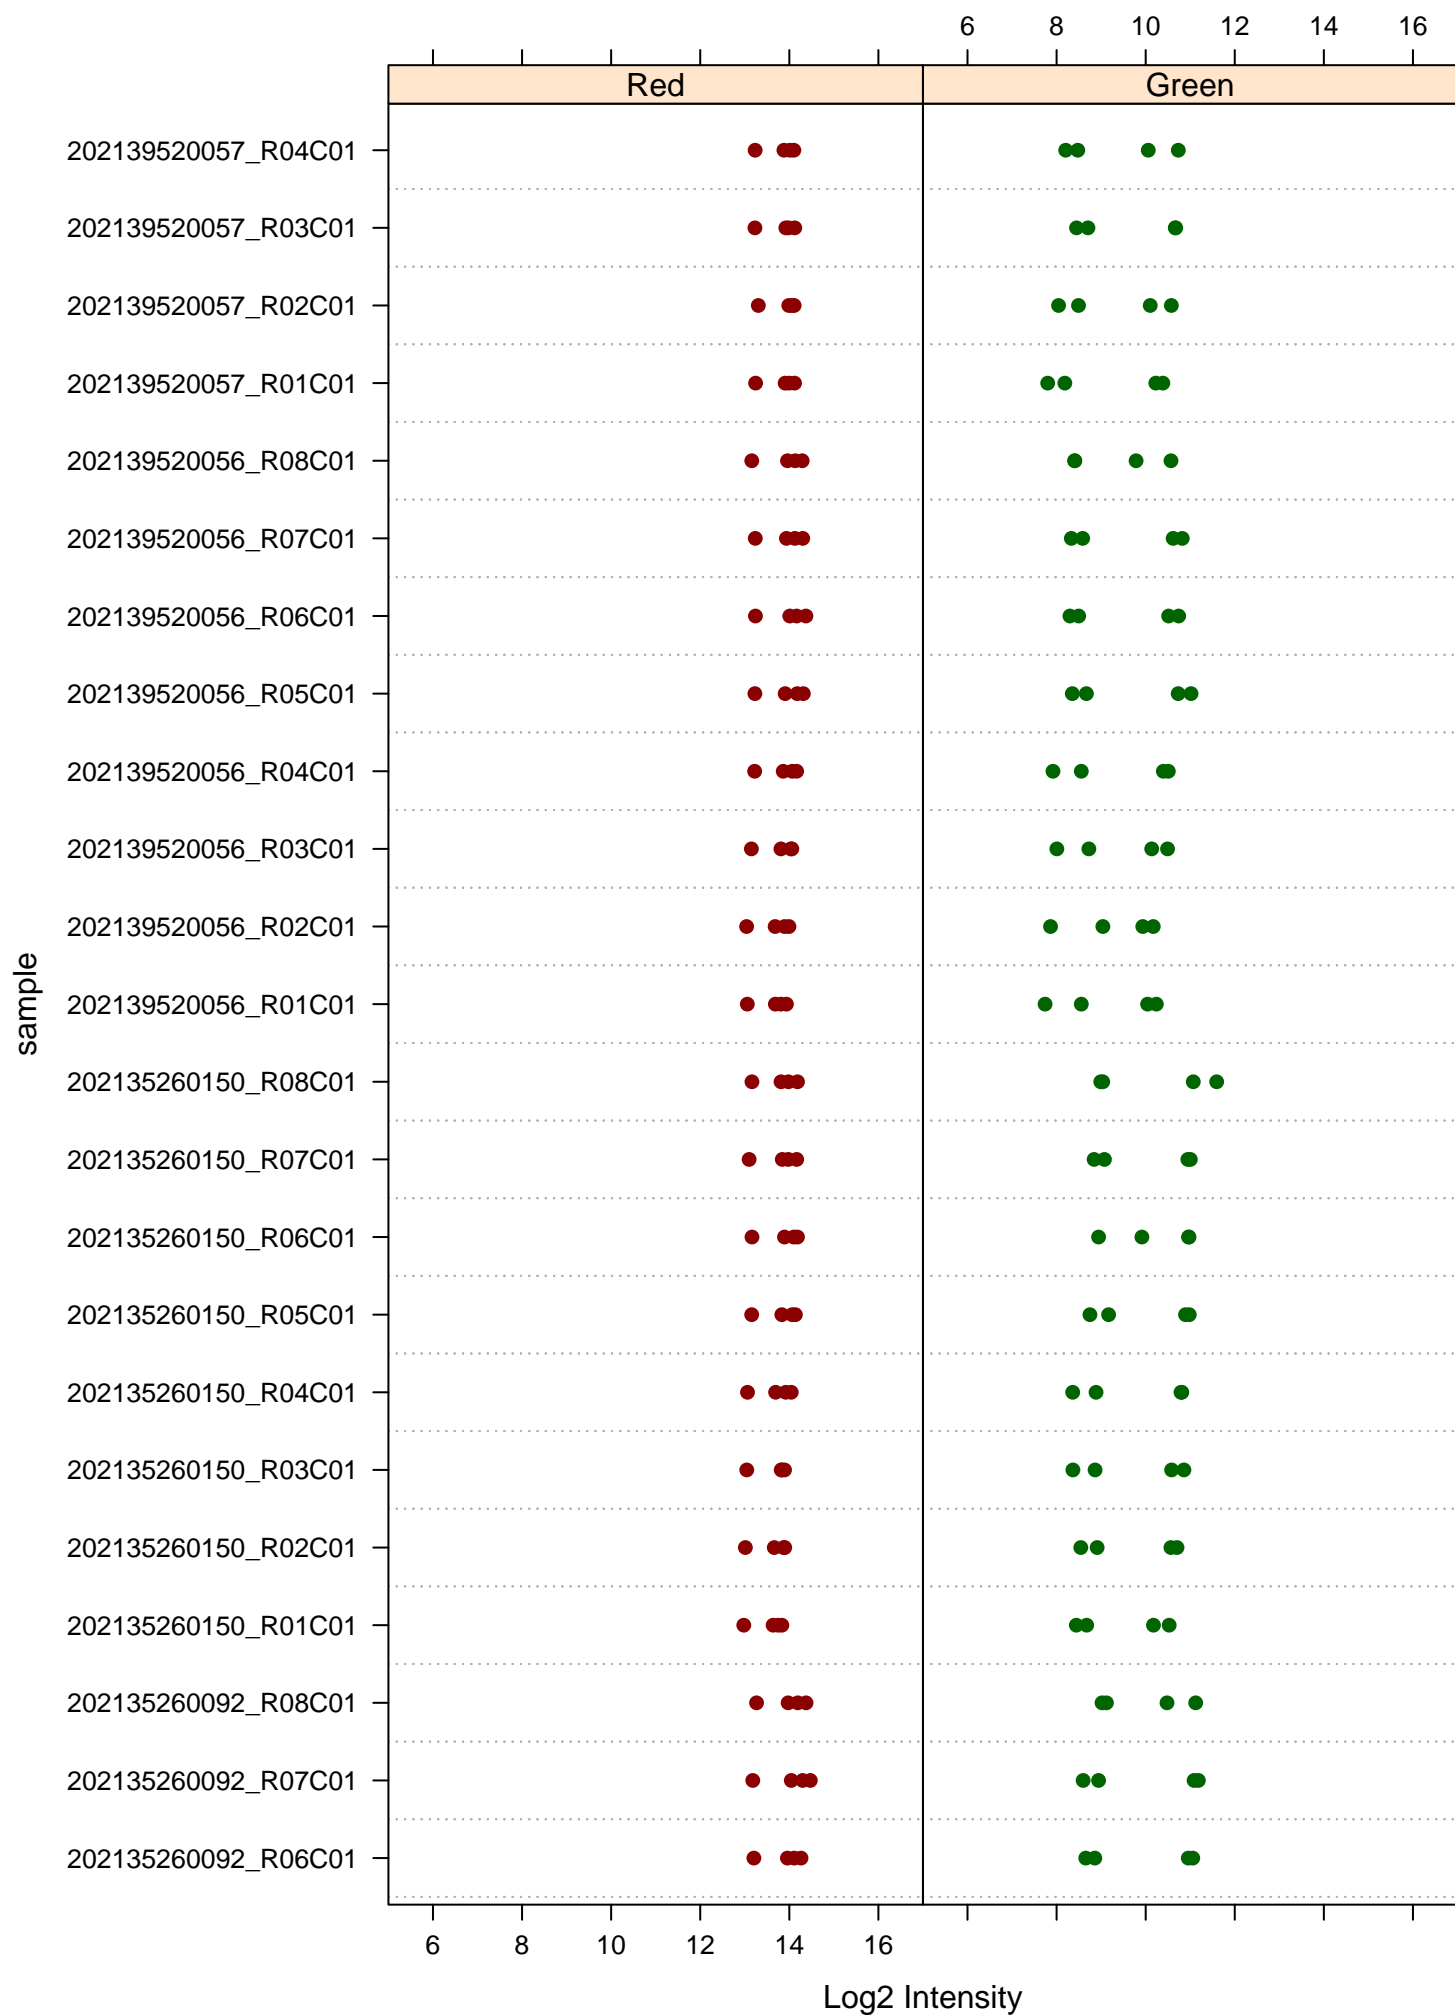 6 8 10 12 14 16
Red Green
202139520057_R04C01
202139520057_R03C01
202139520057_R02C01
202139520057_R01C01
202139520056_R08C01
202139520056_R07C01
202139520056_R06C01
202139520056_R05C01
202139520056_R04C01
202139520056_R03C01
202139520056_R02C01
202139520056_R01C01
202135260150_R08C01
202135260150_R07C01
202135260150_R06C01
202135260150_R05C01
202135260150_R04C01
202135260150_R03C01
202135260150_R02C01
202135260150_R01C01
202135260092_R08C01
202135260092_R07C01
202135260092_R06C01
sample
6 8 10 12 14 16
Log2 Intensity